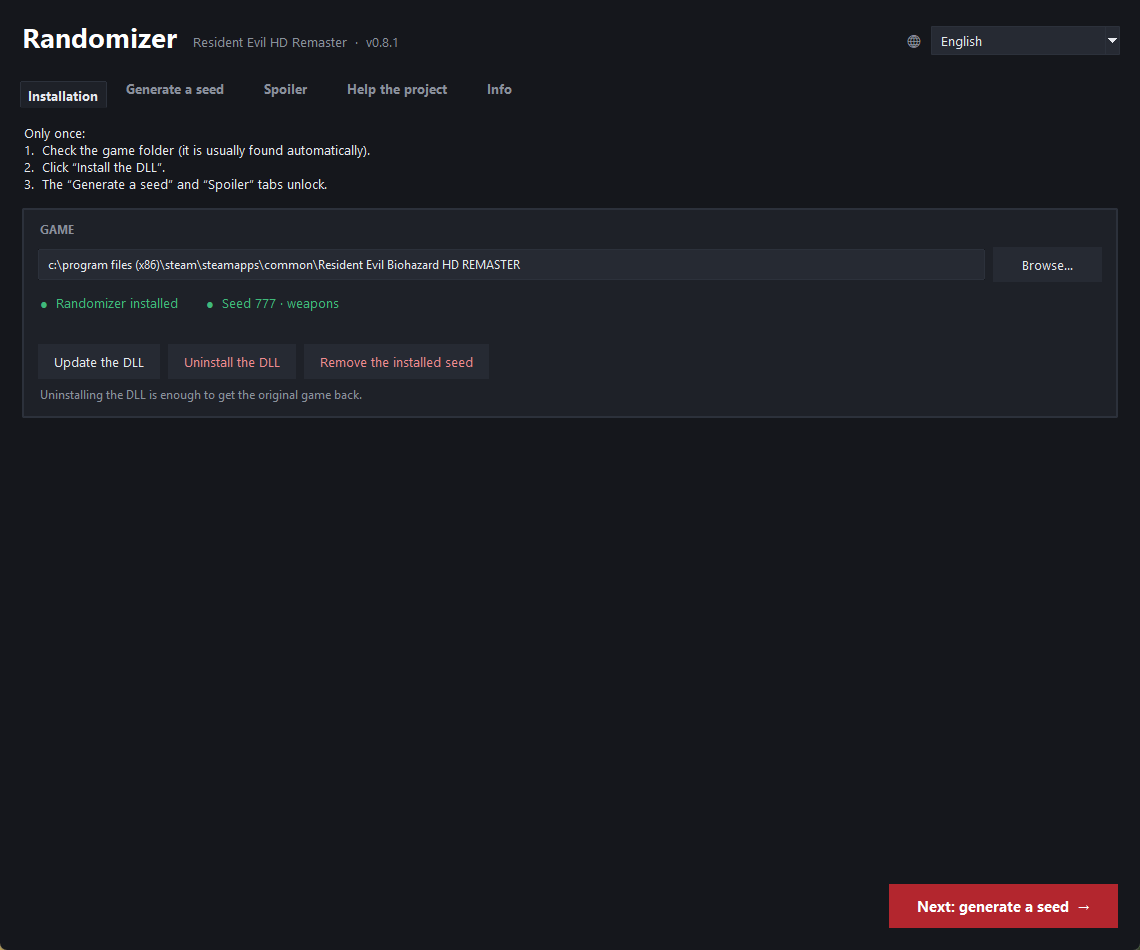 Randomizer Resident Evil HD Remaster · v0.8.1
English
Installation Generate a seed Spoiler Help the project Info
Only once:
1. Check the game folder (it is usually found automatically).
2. Click “Install the DLL”.
3. The “Generate a seed” and “Spoiler” tabs unlock.
GAME
c:\program files (x86)\steam\steamapps\common\Resident Evil Biohazard HD REMASTER
Browse...
● Randomizer installed ● Seed 777 · weapons
Update the DLL Uninstall the DLL Remove the installed seed
Uninstalling the DLL is enough to get the original game back.
Next: generate a seed →